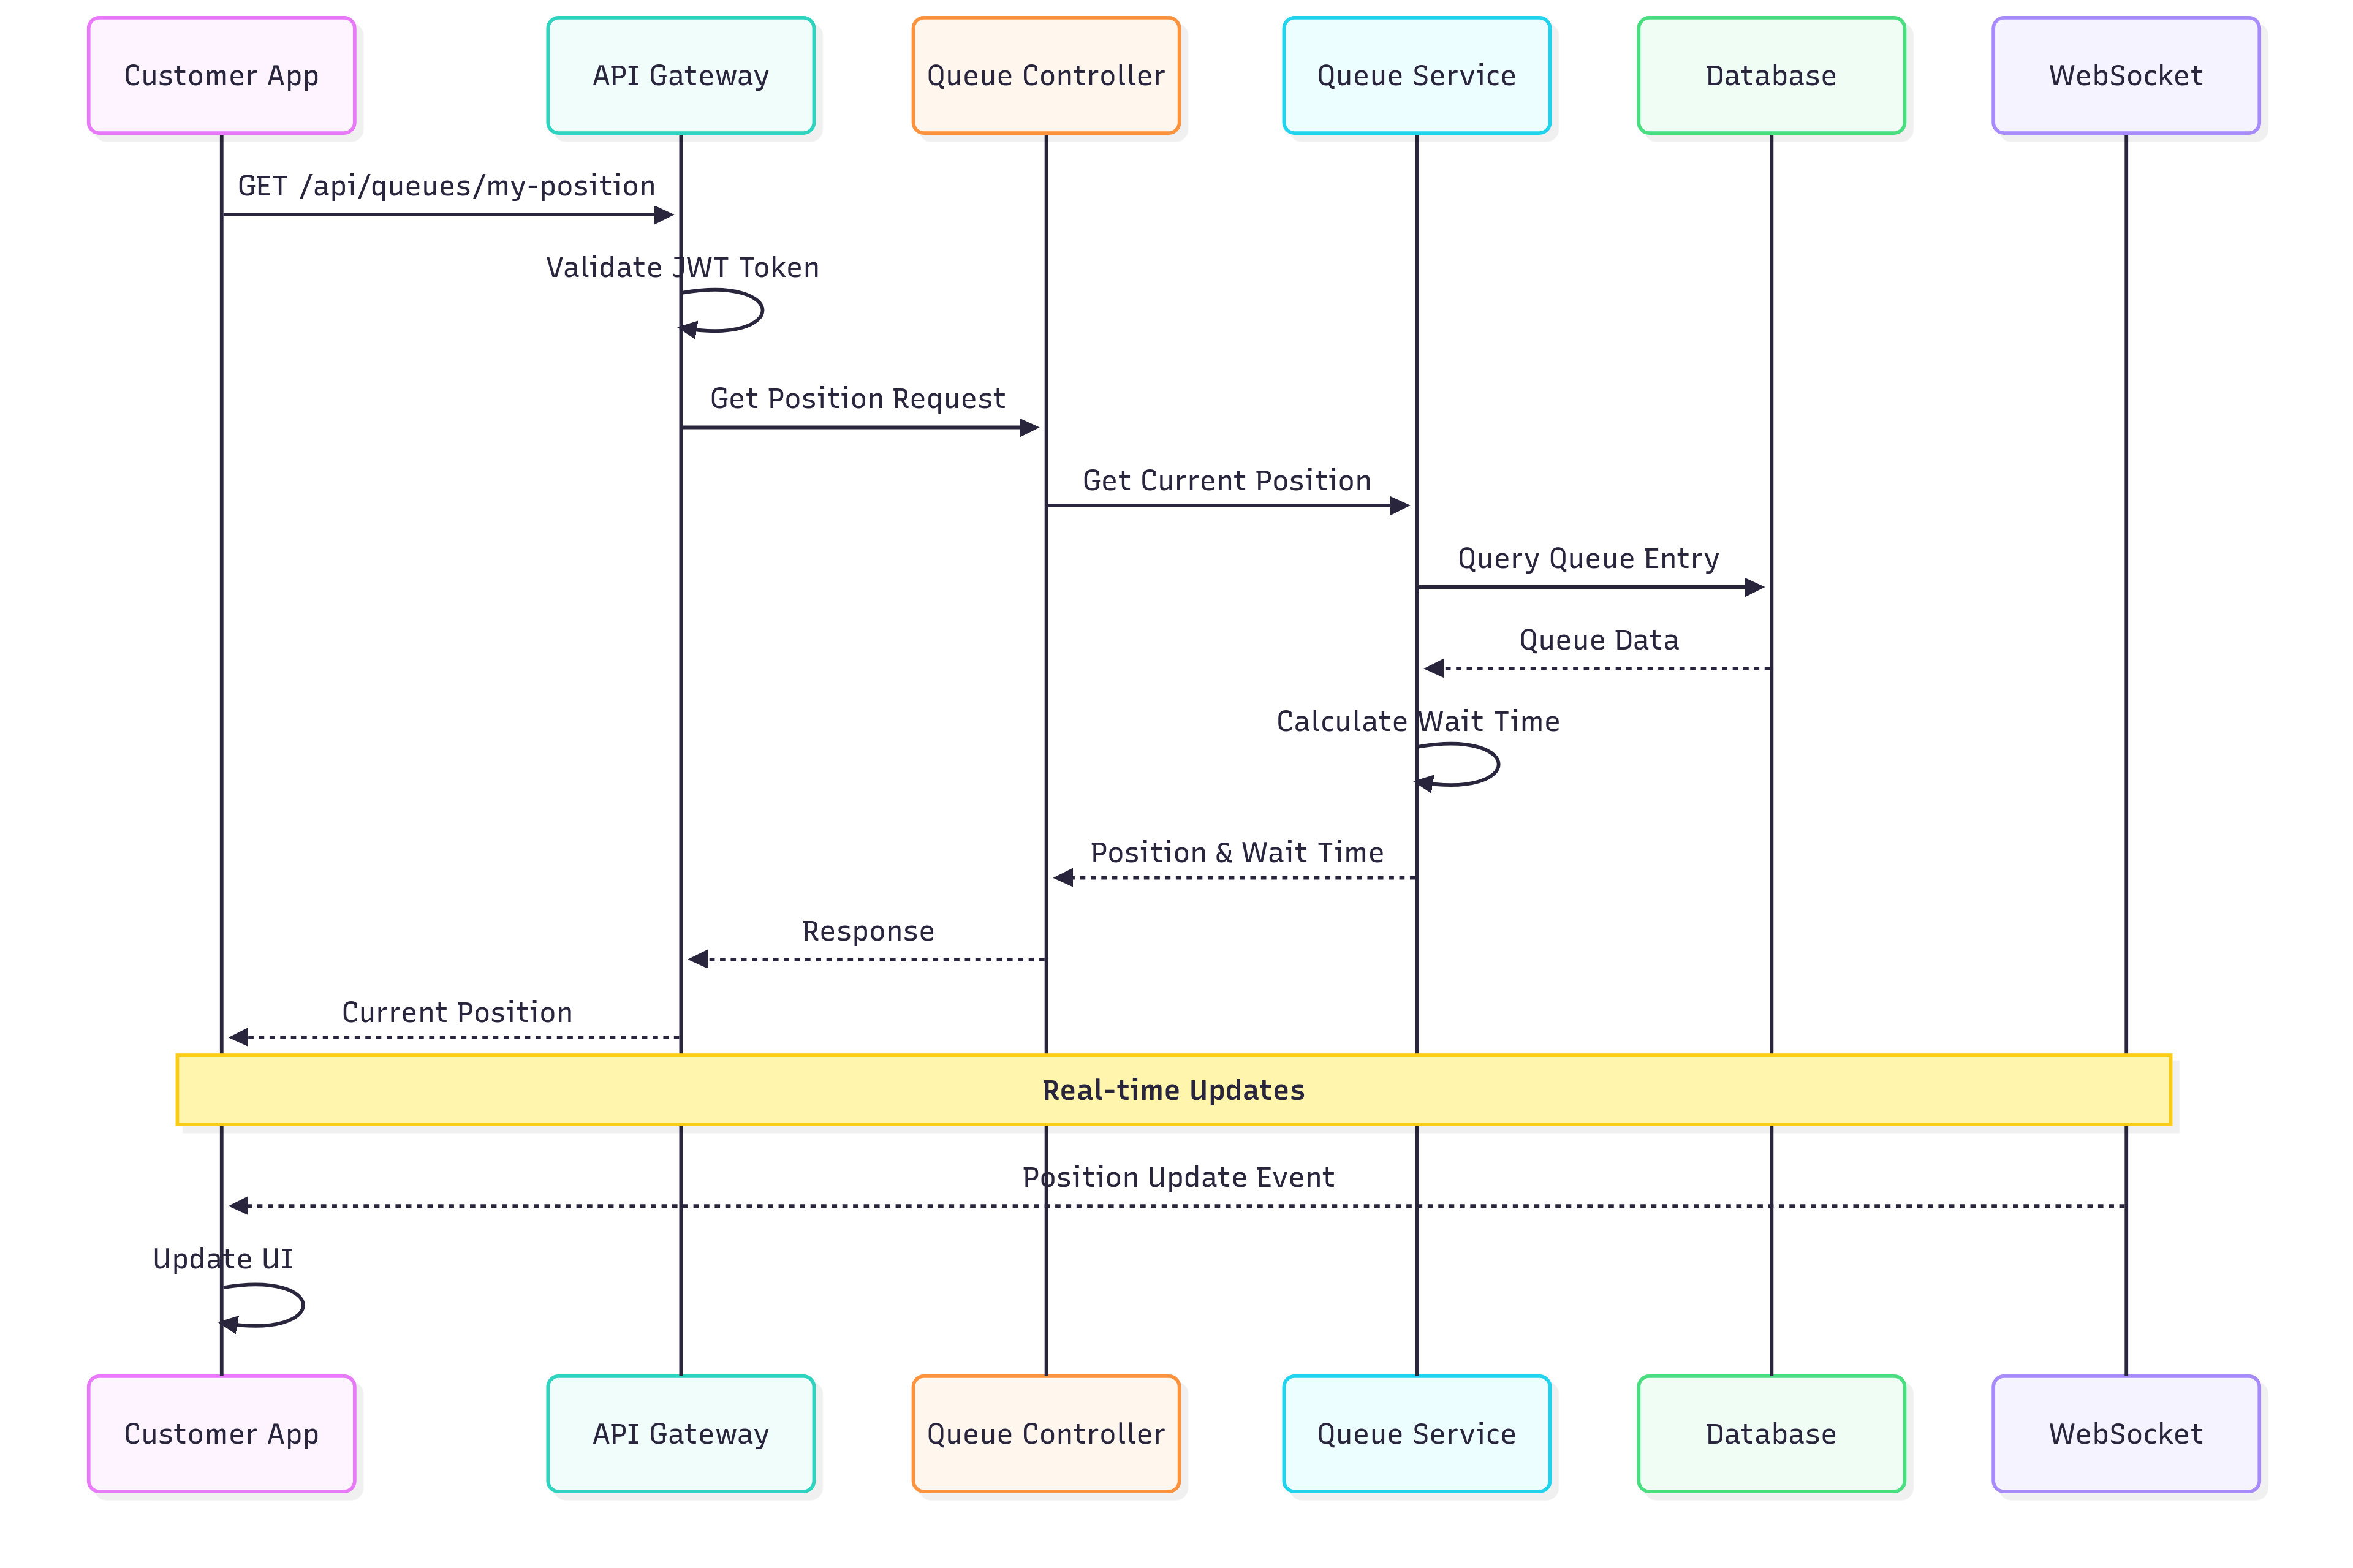 Customer App
API Gateway
Queue Controller
Queue Service
Database
WebSocket
GET /api/queues/my-position
Validate JWT Token
Get Position Request
Get Current Position
Query Queue Entry
Queue Data
Calculate Wait Time
Position & Wait Time
Response
Current Position
Real-time Updates
Position Update Event
Update UI
Customer App
API Gateway
Queue Controller
Queue Service
Database
WebSocket